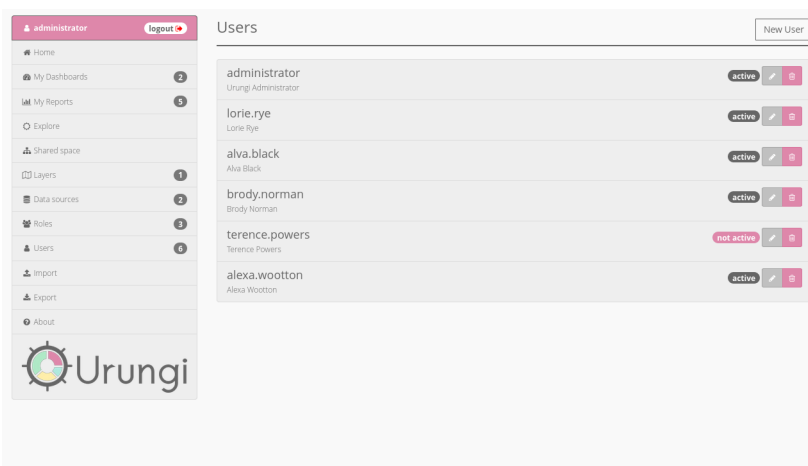 administrator logout
Home
My Dashboards 2
My Reports 5
Explore
Shared space
Layers 1
Data sources 2
Roles 3
Users 6
Import
Export
About
Urungi
Users New User
administrator active
Urungi Administrator
lorie.rye active
Lorie Rye
alva.black active
Alva Black
brody.norman active
Brody Norman
terence.powers not active
Terence Powers
alexa.wootton active
Alexa Wootton